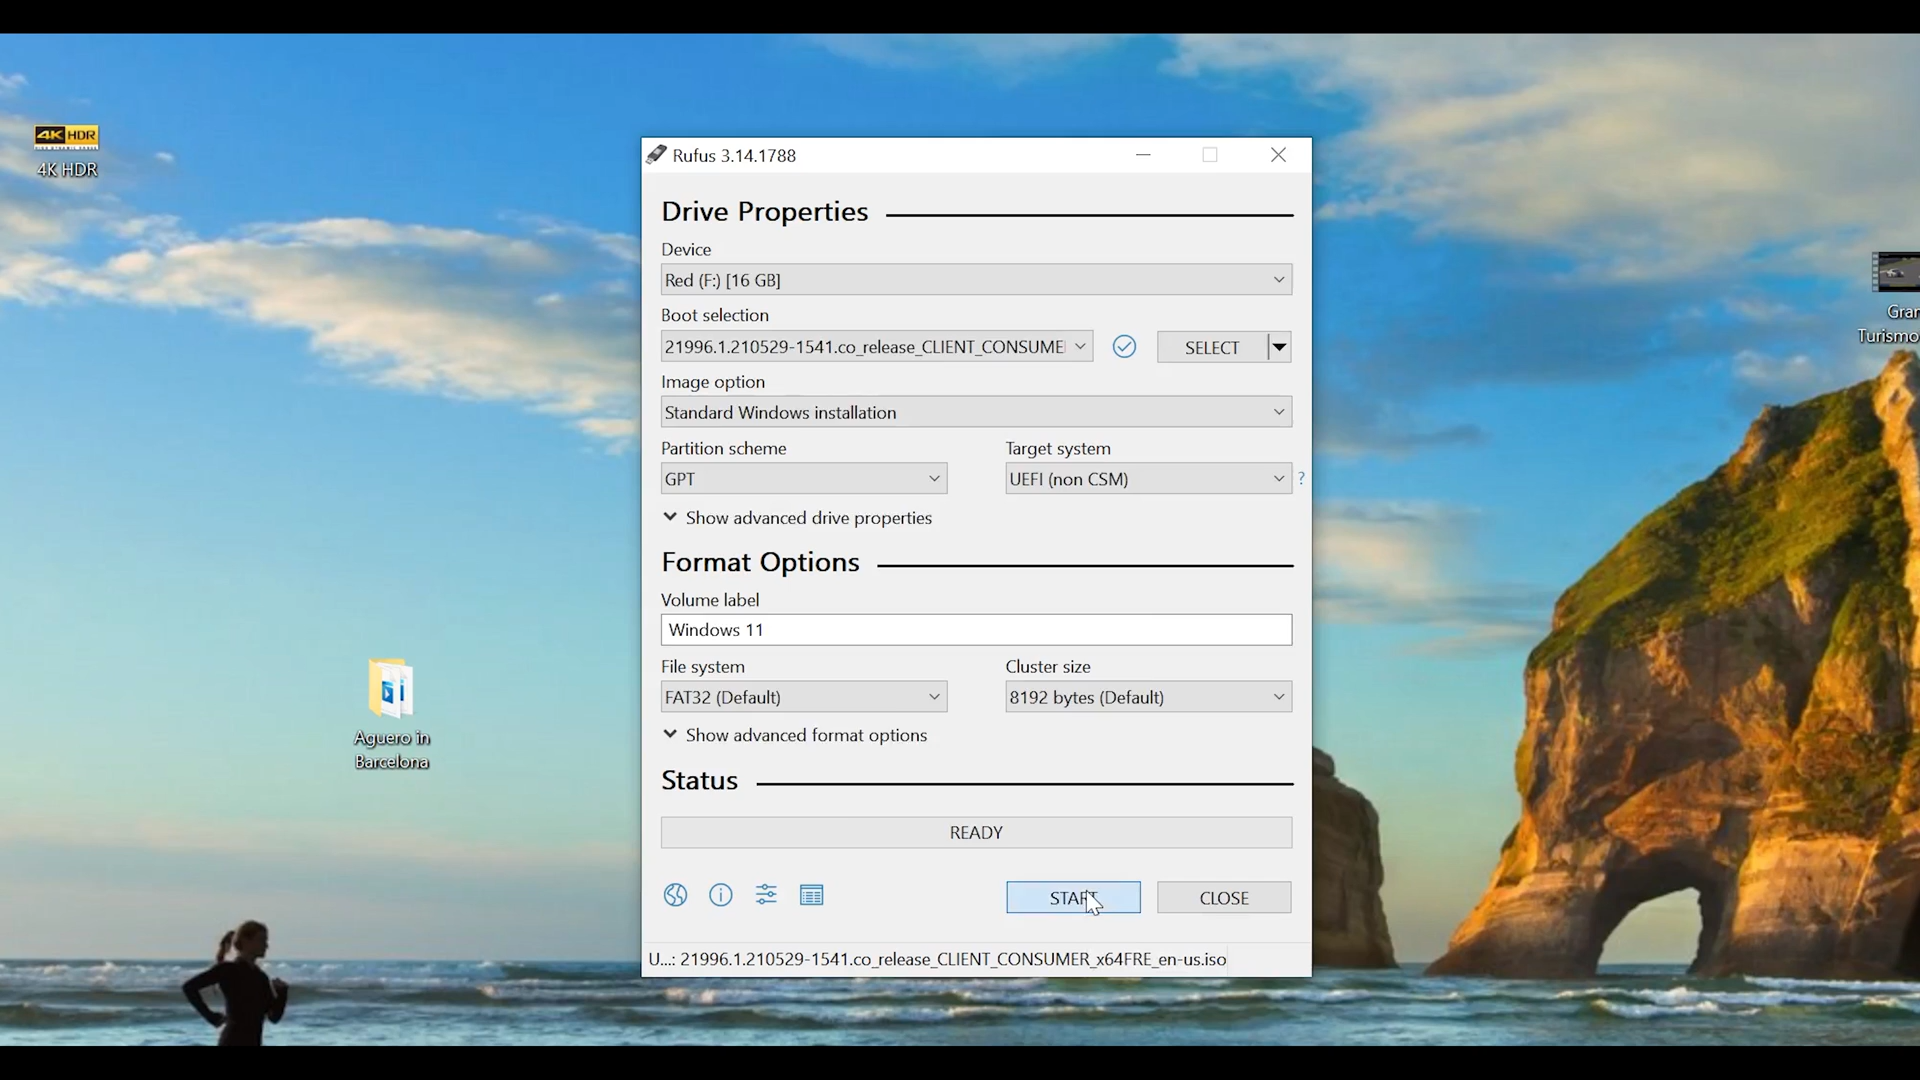 4K HDR
4K HDR
Rufus 3.14.1788
Drive Properties
Device
Red (F:) [16 GB]
Boot selection
21996.1.210529-1541.co_release_CLIENT_CONSUME
SELECT
Image option
Standard Windows installation
Partition scheme
Target system
GPT
UEFI (non CSM)
?
Show advanced drive properties
Format Options
Volume label
Windows 11
File system
Cluster size
FAT32 (Default)
8192 bytes (Default)
Show advanced format options
Status
READY
START
CLOSE
U...: 21996.1.210529-1541.co_release_CLIENT_CONSUMER_x64FRE_en-us.iso
Aguero in
Barcelona
Gran
Turismo